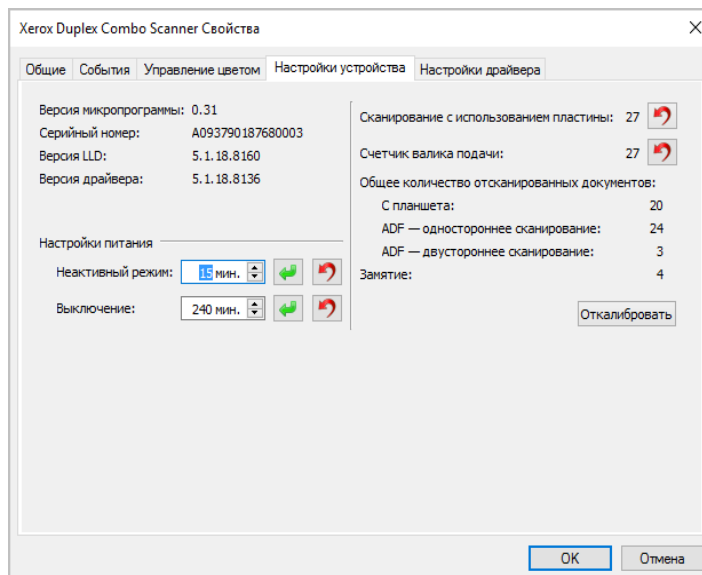 Xerox Duplex Combo Scanner Свойства
Общие События Управление цветом Настройки устройства Настройки драйвера
Версия микропрограммы: 0.31
Серийный номер: A093790187680003
Версия LLD: 5.1.18.8160
Версия драйвера: 5.1.18.8136
Настройки питания
Неактивный режим: 15 мин.
Выключение: 240 мин.
Сканирование с использованием пластины: 27
Счетчик валика подачи: 27
Общее количество отсканированных документов:
С планшета: 20
ADF — одностороннее сканирование: 24
ADF — двустороннее сканирование: 3
Замятие: 4
Откалибровать
OK Отмена